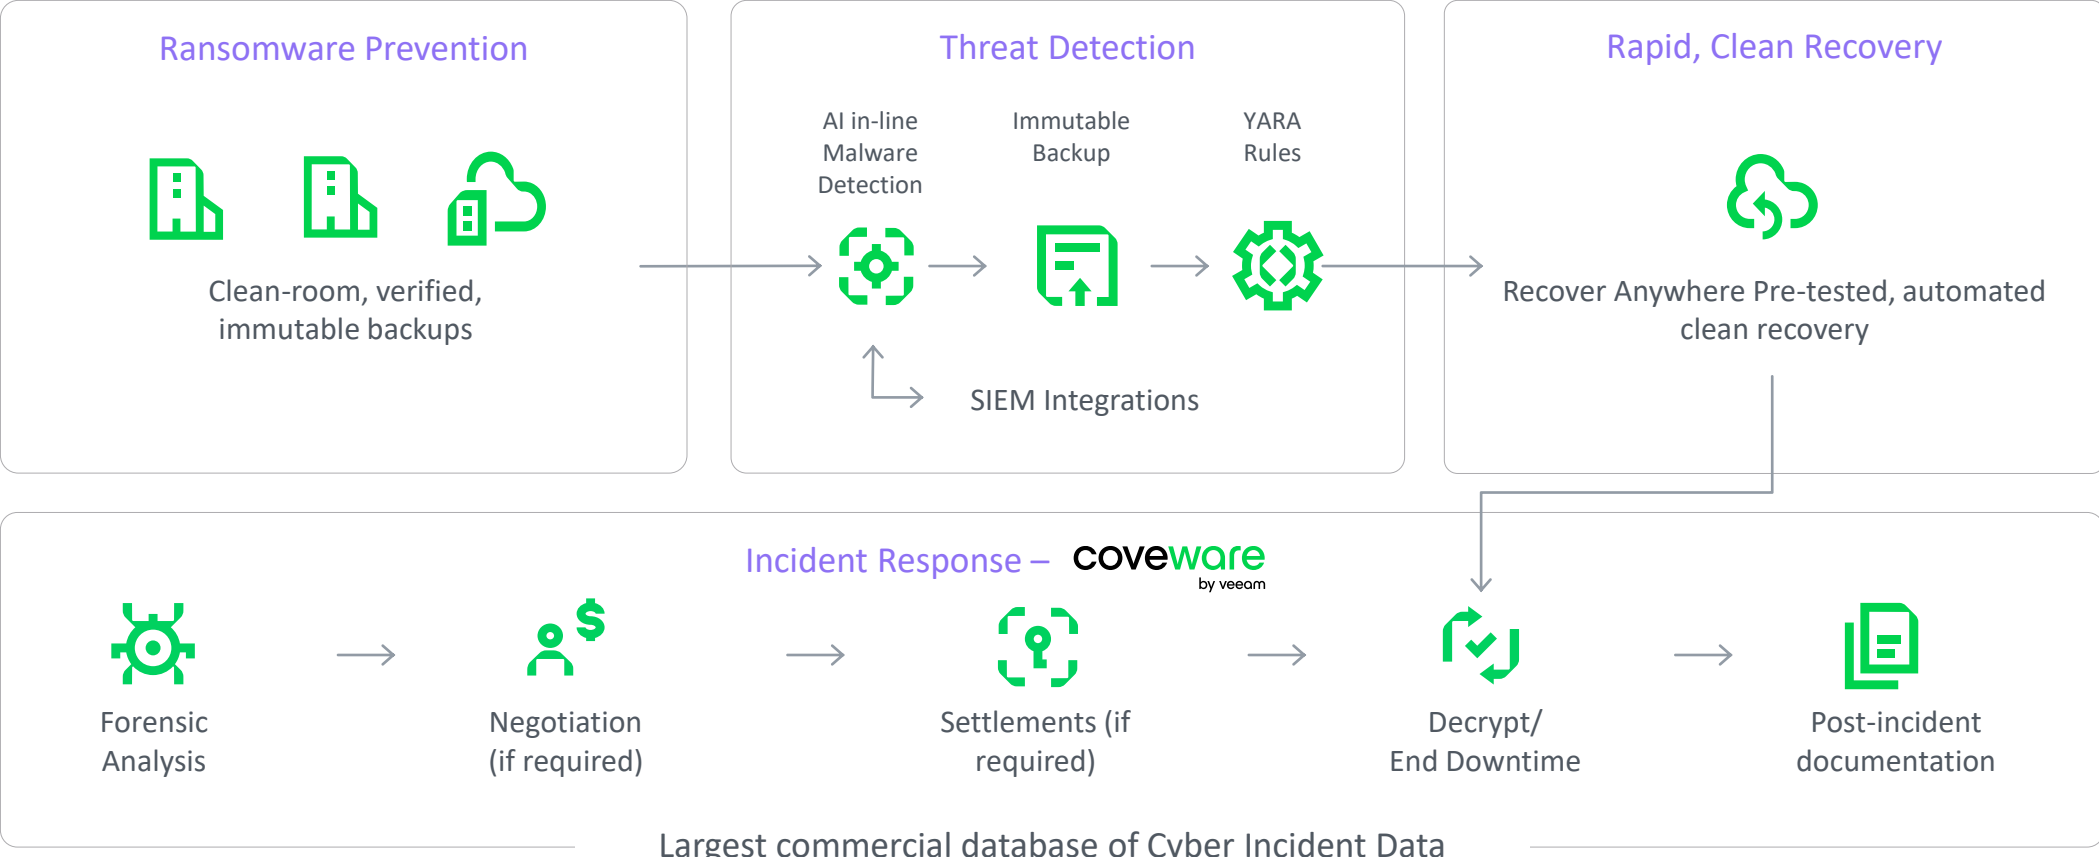 Ransomware Prevention
Clean-room, verified,
immutable backups
Threat Detection
AI in-line
Malware
Detection
Immutable
Backup
YARA
Rules
SIEM Integrations
Rapid, Clean Recovery
Recover Anywhere Pre-tested, automated
clean recovery
Incident Response – coveware
by veeam
Forensic
Analysis
Negotiation
(if required)
Settlements (if
required)
Decrypt/
End Downtime
Post-incident
documentation
Largest commercial database of Cyber Incident Data